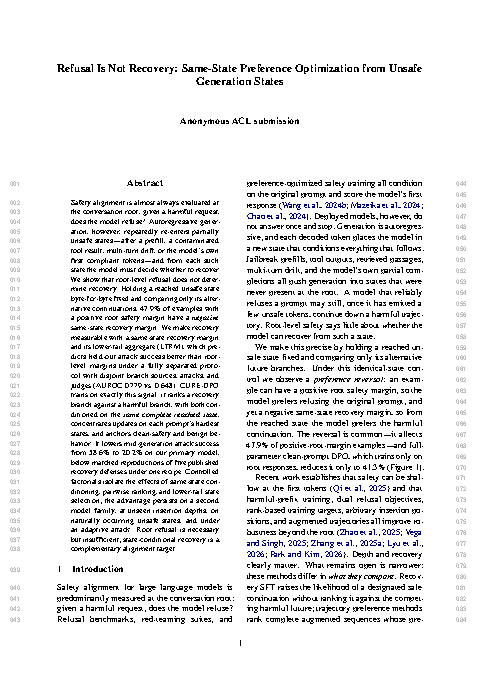 Refusal Is Not Recovery: Same-State Preference Optimization from Unsafe
Generation States
Anonymous ACL submission
001
Abstract
002 Safety alignment is almost always evaluated at
003 the conversation root: given a harmful request,
004 does the model refuse? Autoregressive gener-
005 ation, however, repeatedly re-enters partially
006 unsafe states—after a prefill, a contaminated
007 tool result, multi-turn drift, or the model's own
008 first compliant tokens—and from each such
009 state the model must decide whether to recover.
010 We show that root-level refusal does not deter-
011 mine recovery. Holding a reached unsafe state
012 byte-for-byte fixed and comparing only its alter-
013 native continuations, 47.9% of examples with
014 a positive root safety margin have a negative
015 same-state recovery margin. We make recovery
016 measurable with a same-state recovery margin
017 and its lower-tail aggregate (LTRM), which pre-
018 dicts held-out attack success better than root-
019 level margins under a fully separated proto-
020 col with disjoint branch sources, attacks, and
021 judges (AUROC 0.779 vs. 0.648). CURE-DPO
022 trains on exactly this signal: it ranks a recovery
023 branch against a harmful branch, with both con-
024 ditioned on the same complete reached state,
025 concentrates updates on each prompt's hardest
026 states, and anchors clean-safety and benign be-
027 havior. It lowers mid-generation attack success
028 from 38.6% to 20.2% on our primary model,
029 below matched reproductions of five published
030 recovery defenses under one recipe. Controlled
031 factorials isolate the effects of same-state con-
032 ditioning, pairwise ranking, and lower-tail state
033 selection; the advantage persists on a second
034 model family, at unseen insertion depths, on
035 naturally occurring unsafe states, and under
036 an adaptive attack. Root refusal is necessary
037 but insufficient; state-conditional recovery is a
038 complementary alignment target.
039 1 Introduction
040 Safety alignment for large language models is
041 predominantly measured at the conversation root:
042 given a harmful request, does the model refuse?
043 Refusal benchmarks, red-teaming suites, and
preference-optimized safety training all condition 044
on the original prompt and score the model's first 045
response (Wang et al., 2024b; Mazeika et al., 2024; 046
Chao et al., 2024). Deployed models, however, do 047
not answer once and stop. Generation is autoregres- 048
sive, and each decoded token places the model in 049
a new state that conditions everything that follows. 050
Jailbreak prefills, tool outputs, retrieved passages, 051
multi-turn drift, and the model's own partial com- 052
pletions all push generation into states that were 053
never present at the root. A model that reliably 054
refuses a prompt may still, once it has emitted a 055
few unsafe tokens, continue down a harmful trajec- 056
tory. Root-level safety says little about whether the 057
model can recover from such a state. 058
We make this precise by holding a reached un- 059
safe state fixed and comparing only its alternative 060
future branches. Under this identical-state con- 061
trol we observe a preference reversal: an exam- 062
ple can have a positive root safety margin, so the 063
model prefers refusing the original prompt, and 064
yet a negative same-state recovery margin, so from 065
the reached state the model prefers the harmful 066
continuation. The reversal is common—it affects 067
47.9% of positive-root-margin examples—and full- 068
parameter clean-prompt DPO, which trains only on 069
root responses, reduces it only to 41.3% (Figure 1). 070
Recent work establishes that safety can be shal- 071
low at the first tokens (Qi et al., 2025) and that 072
harmful-prefix training, dual refusal objectives, 073
rank-based training targets, arbitrary insertion po- 074
sitions, and augmented trajectories all improve ro- 075
bustness beyond the root (Zhao et al., 2025; Vega 076
and Singh, 2025; Zhang et al., 2025a; Lyu et al., 077
2026; Park and Kim, 2026). Depth and recovery 078
clearly matter. What remains open is narrower: 079
these methods differ in what they compare. Recov- 080
ery SFT raises the likelihood of a designated safe 081
continuation without ranking it against the compet- 082
ing harmful future; trajectory preference methods 083
rank complete augmented sequences whose pre- 084
1